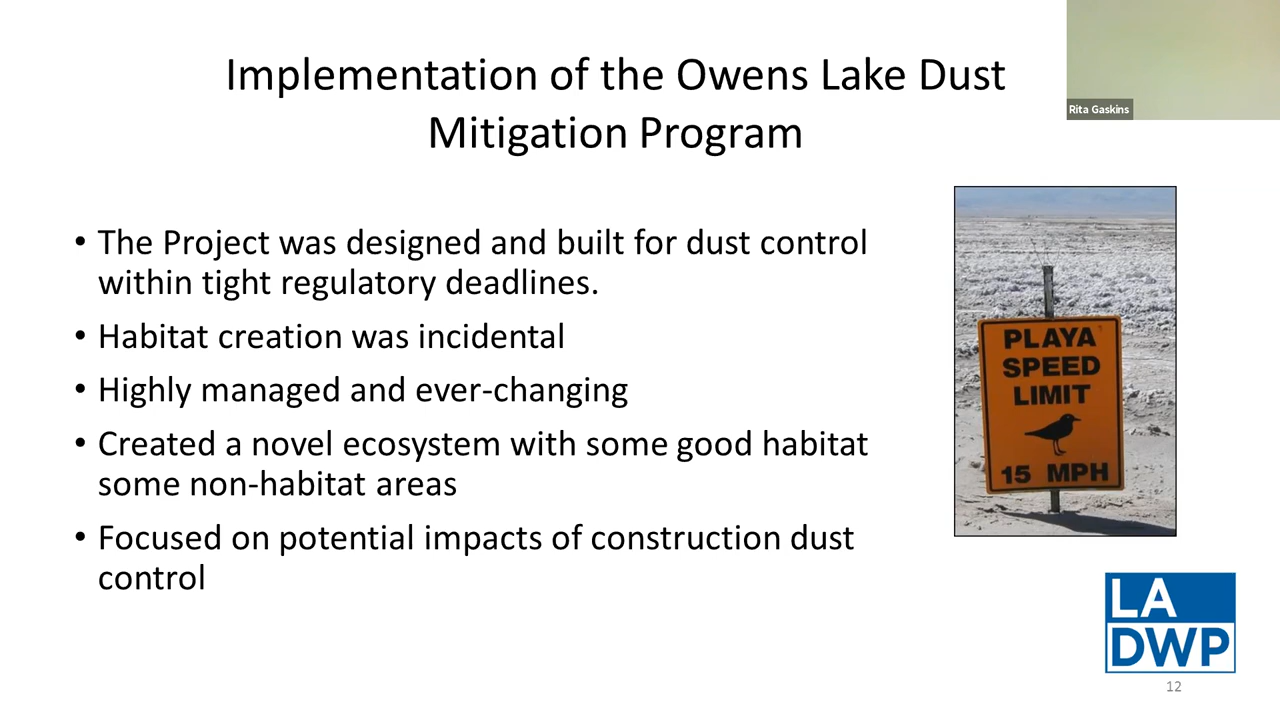 Implementation of the Owens Lake Dust
Mitigation Program
Rita Gaskins
• The Project was designed and built for dust control
within tight regulatory deadlines.
• Habitat creation was incidental
• Highly managed and ever-changing
• Created a novel ecosystem with some good habitat
some non-habitat areas
• Focused on potential impacts of construction dust
control
PLAYA
SPEED
LIMIT
15 MPH
LA
DWP
12